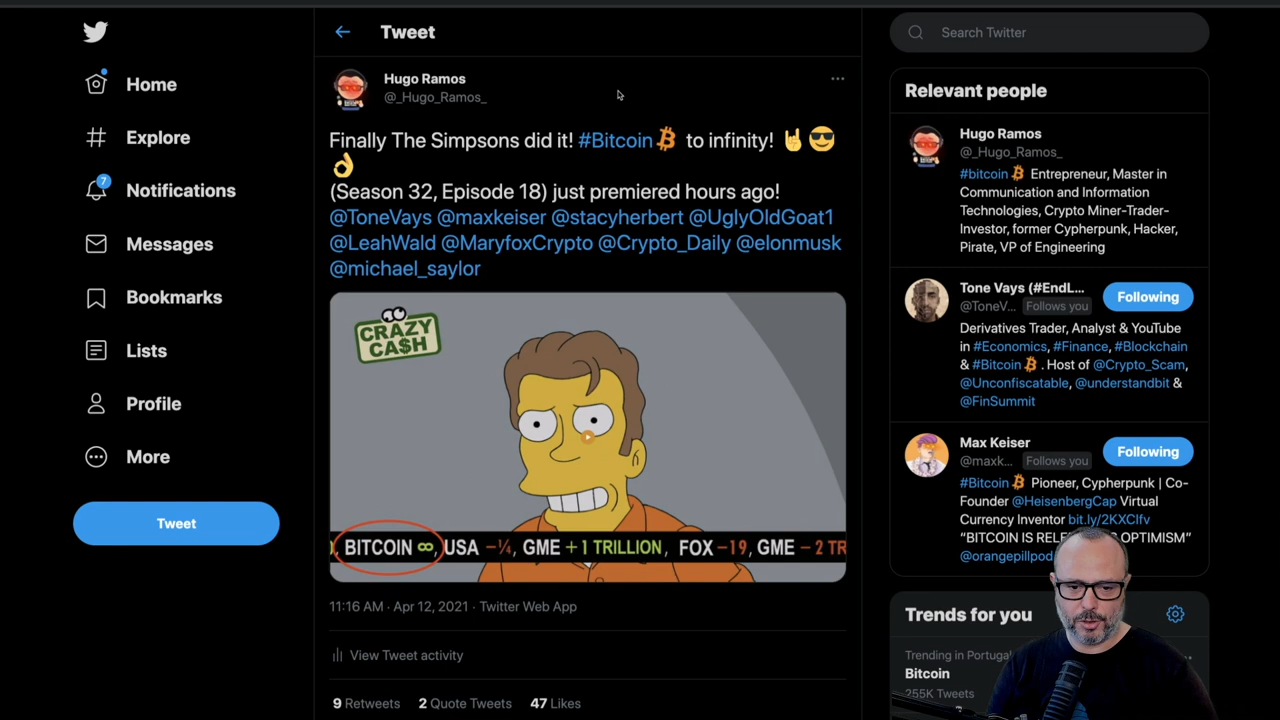 Home
Explore
7
Notifications
Messages
Bookmarks
Lists
Profile
More
Tweet
Tweet
Hugo Ramos
@_Hugo_Ramos_
Finally The Simpsons did it! #Bitcoin to infinity!
(Season 32, Episode 18) just premiered hours ago!
@ToneVays @maxkeiser @stacyherbert @UglyOldGoat1
@LeahWald @MaryfoxCrypto @Crypto_Daily @elonmusk
@michael_saylor
CRAZY
CA$H
BITCOIN ∞, USA -¼, GME +1 TRILLION, FOX -19, GME - 2 TR
11:16 AM · Apr 12, 2021 · Twitter Web App
View Tweet activity
9 Retweets 2 Quote Tweets 47 Likes
Search Twitter
Relevant people
Hugo Ramos
@_Hugo_Ramos_
#bitcoin Entrepreneur, Master in
Communication and Information
Technologies, Crypto Miner-Trader-
Investor, former Cypherpunk, Hacker,
Pirate, VP of Engineering
Tone Vays (#EndL...
@ToneV... Follows you
Following
Derivatives Trader, Analyst & YouTube
in #Economics, #Finance, #Blockchain
& #Bitcoin . Host of @Crypto_Scam,
@Unconfiscatable, @understandbit &
@FinSummit
Max Keiser
@maxk... Follows you
Following
#Bitcoin Pioneer, Cypherpunk | Co-
Founder @HeisenbergCap Virtual
Currency Inventor bit.ly/2KXCIfv
“BITCOIN IS OPTIMISM”
@orangepillpod
Trends for you
Trending in Portugal
Bitcoin
255K Tweets